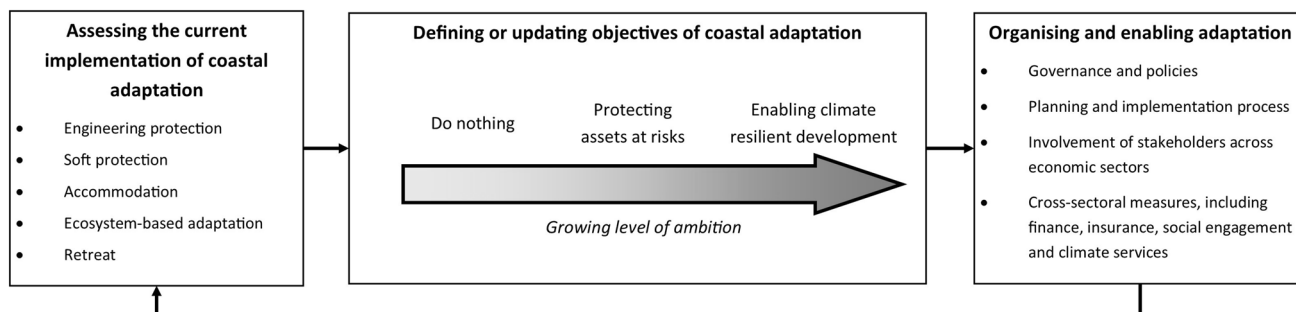 Assessing the current
implementation of coastal
adaptation
• Engineering protection
• Soft protection
• Accommodation
• Ecosystem-based adaptation
• Retreat
Defining or updating objectives of coastal adaptation
Do nothing
Protecting
assets at risks
Enabling climate
resilient development
Growing level of ambition
Organising and enabling adaptation
• Governance and policies
• Planning and implementation process
• Involvement of stakeholders across
economic sectors
• Cross-sectoral measures, including
finance, insurance, social engagement
and climate services